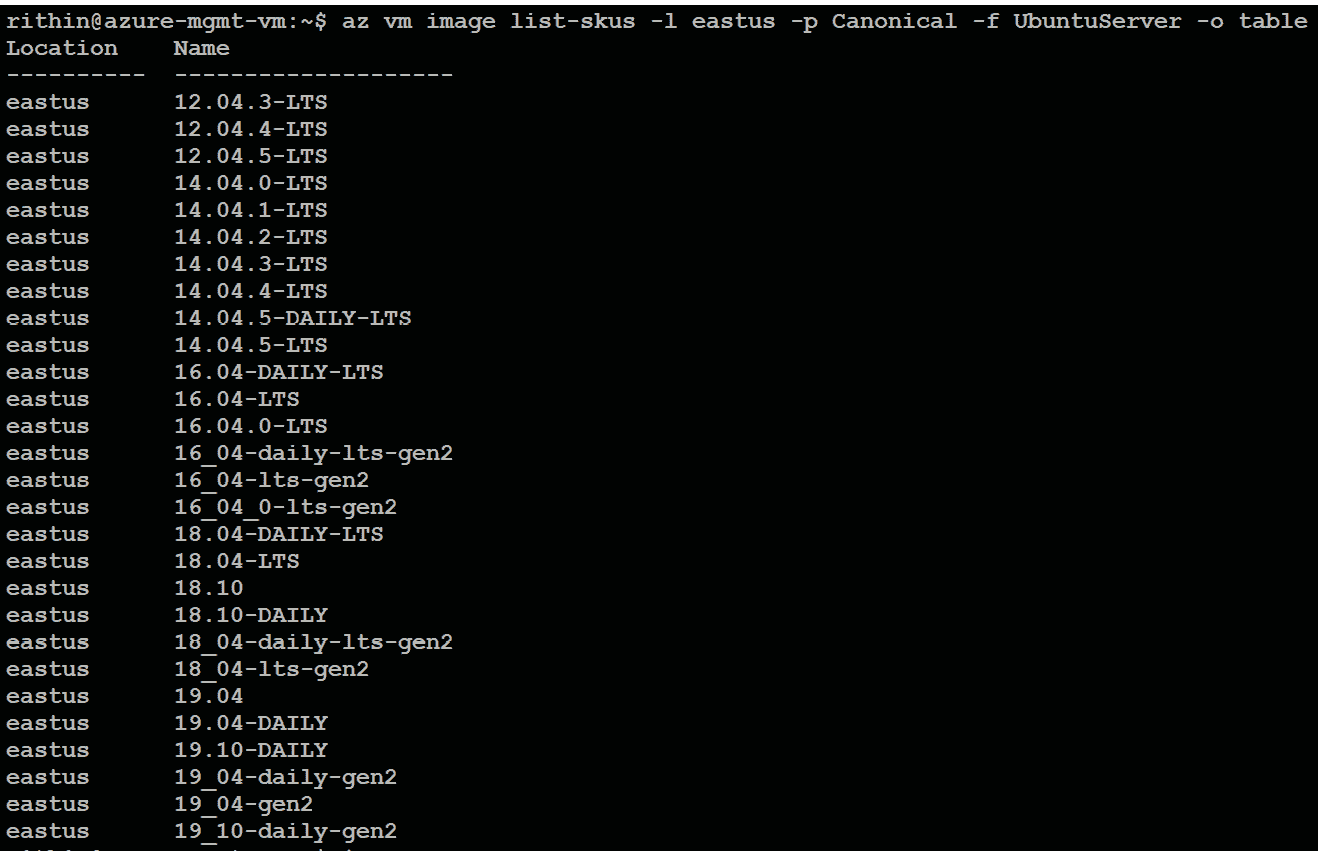 rithin@azure-mgmt-vm:~$ az vm image list-skus -l eastus -p Canonical -f UbuntuServer -o table
Location    Name
----------  --------------------
eastus      12.04.3-LTS
eastus      12.04.4-LTS
eastus      12.04.5-LTS
eastus      14.04.0-LTS
eastus      14.04.1-LTS
eastus      14.04.2-LTS
eastus      14.04.3-LTS
eastus      14.04.4-LTS
eastus      14.04.5-DAILY-LTS
eastus      14.04.5-LTS
eastus      16.04-DAILY-LTS
eastus      16.04-LTS
eastus      16.04.0-LTS
eastus      16_04-daily-lts-gen2
eastus      16_04-lts-gen2
eastus      16_04_0-lts-gen2
eastus      18.04-DAILY-LTS
eastus      18.04-LTS
eastus      18.10
eastus      18.10-DAILY
eastus      18_04-daily-lts-gen2
eastus      18_04-lts-gen2
eastus      19.04
eastus      19.04-DAILY
eastus      19.10-DAILY
eastus      19_04-daily-gen2
eastus      19_04-gen2
eastus      19_10-daily-gen2